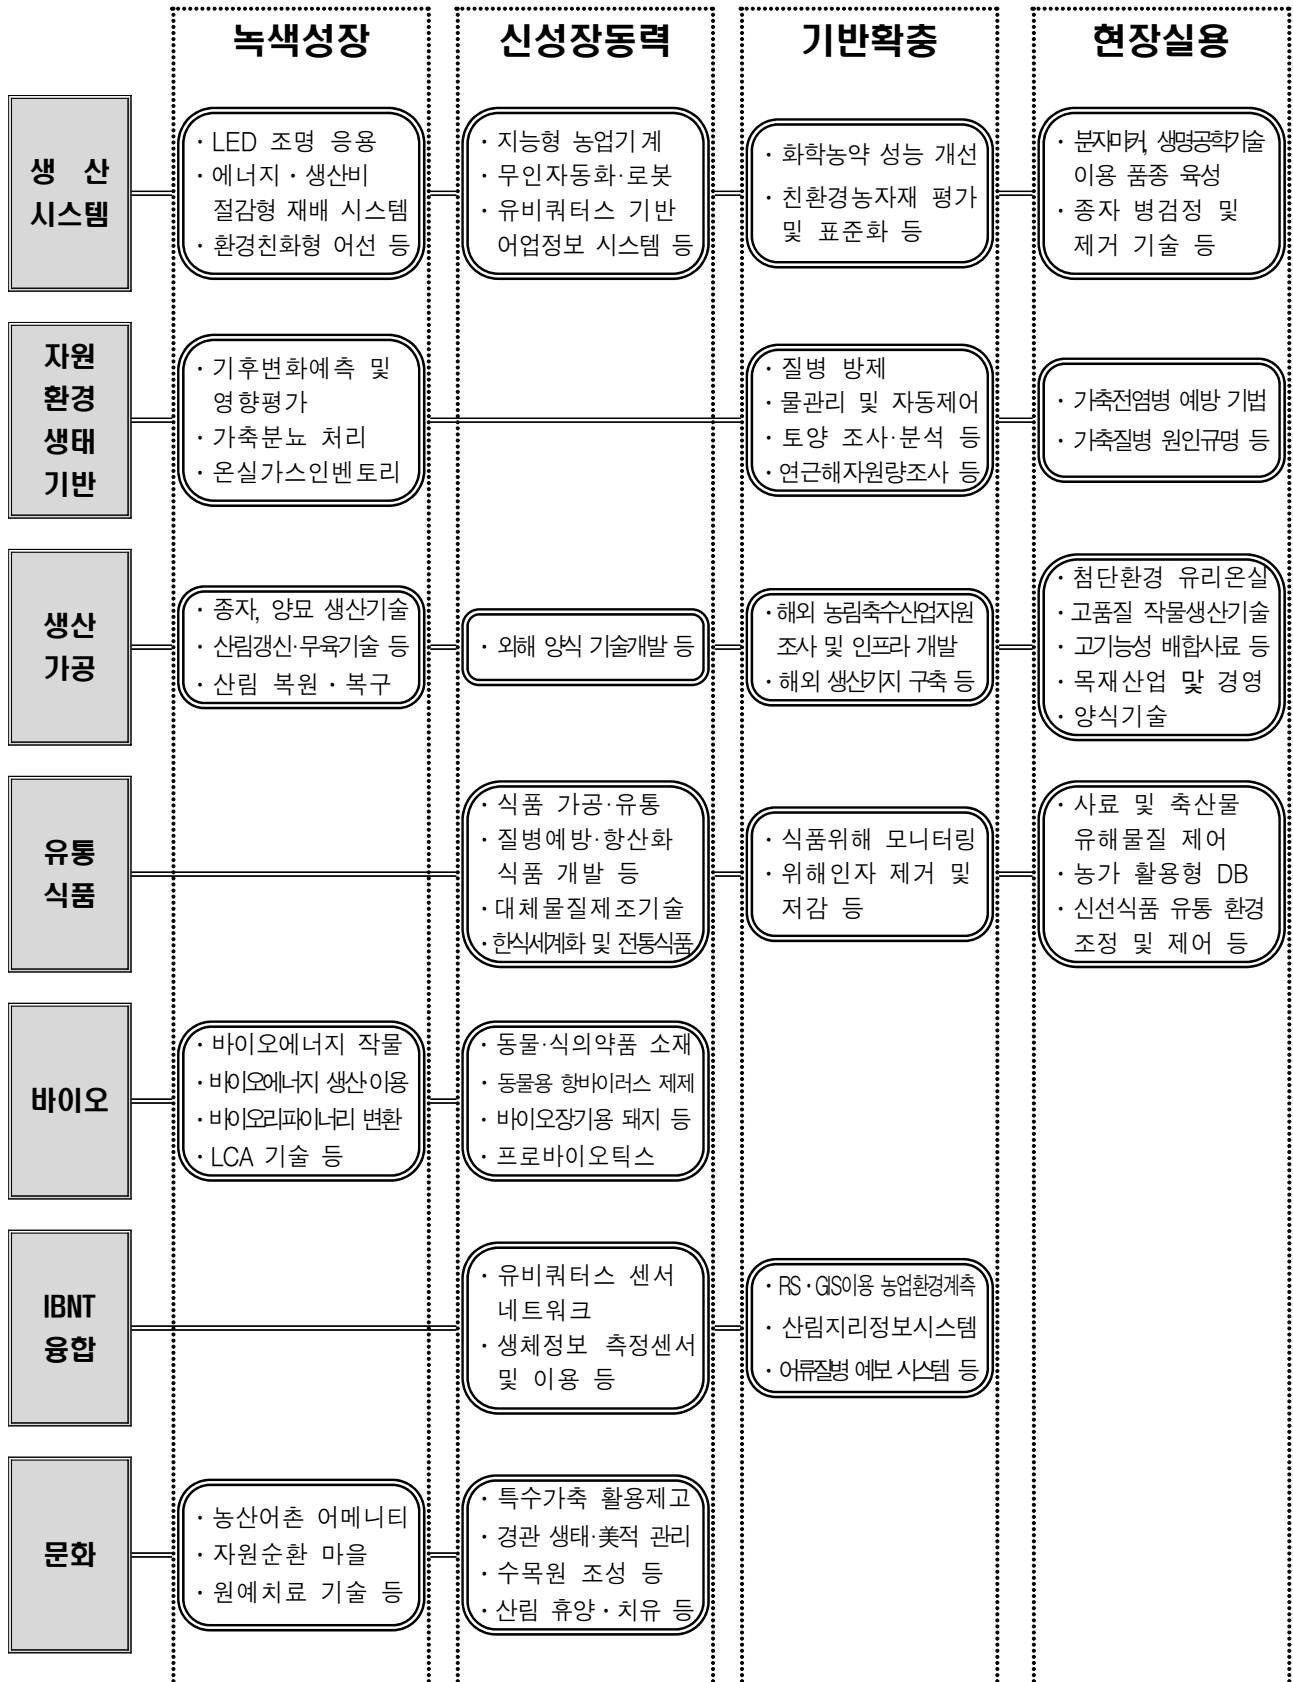 녹색성장
신성장동력
기반확충
현장실용
생 산
시스템
· LED 조명 응용
· 에너지 · 생산비
절감형 재배 시스템
· 환경친화형 어선 등
· 지능형 농업기계
· 무인자동화·로봇
· 유비쿼터스 기반
어업정보 시스템 등
· 화학농약 성능 개선
· 친환경농자재 평가
및 표준화 등
· 분자마커, 생명공학기술
이용 품종 육성
· 종자 병검정 및
제거 기술 등
자원
환경
생태
기반
· 기후변화예측 및
영향평가
· 가축분뇨 처리
· 온실가스인벤토리
· 질병 방제
· 물관리 및 자동제어
· 토양 조사·분석 등
· 연근해자원량조사 등
· 가축전염병 예방 기법
· 가축질병 원인규명 등
생산
가공
· 종자, 양묘 생산기술
· 산림갱신·무육기술 등
· 산림 복원 · 복구
· 외해 양식 기술개발 등
· 해외 농림축수산업자원
조사 및 인프라 개발
· 해외 생산기지 구축 등
· 첨단환경 유리온실
· 고품질 작물생산기술
· 고기능성 배합사료 등
· 목재산업 및 경영
· 양식기술
유통
식품
· 식품 가공·유통
· 질병예방·항산화
식품 개발 등
· 대체물질제조기술
· 한식세계화 및 전통식품
· 식품위해 모니터링
· 위해인자 제거 및
저감 등
· 사료 및 축산물
유해물질 제어
· 농가 활용형 DB
· 신선식품 유통 환경
조정 및 제어 등
바이오
· 바이오에너지 작물
· 바이오에너지 생산·이용
· 바이오리파이너리 변환
· LCA 기술 등
· 동물·식의약품 소재
· 동물용 항바이러스 제제
· 바이오장기용 돼지 등
· 프로바이오틱스
IBNT
융합
· 유비쿼터스 센서
네트워크
· 생체정보 측정센서
및 이용 등
· RS · GIS이용 농업환경계측
· 산림지리정보시스템
· 어류질병 예보 시스템 등
문화
· 농산어촌 어메니티
· 자원순환 마을
· 원예치료 기술 등
· 특수가축 활용제고
· 경관 생태·美적 관리
· 수목원 조성 등
· 산림 휴양 · 치유 등